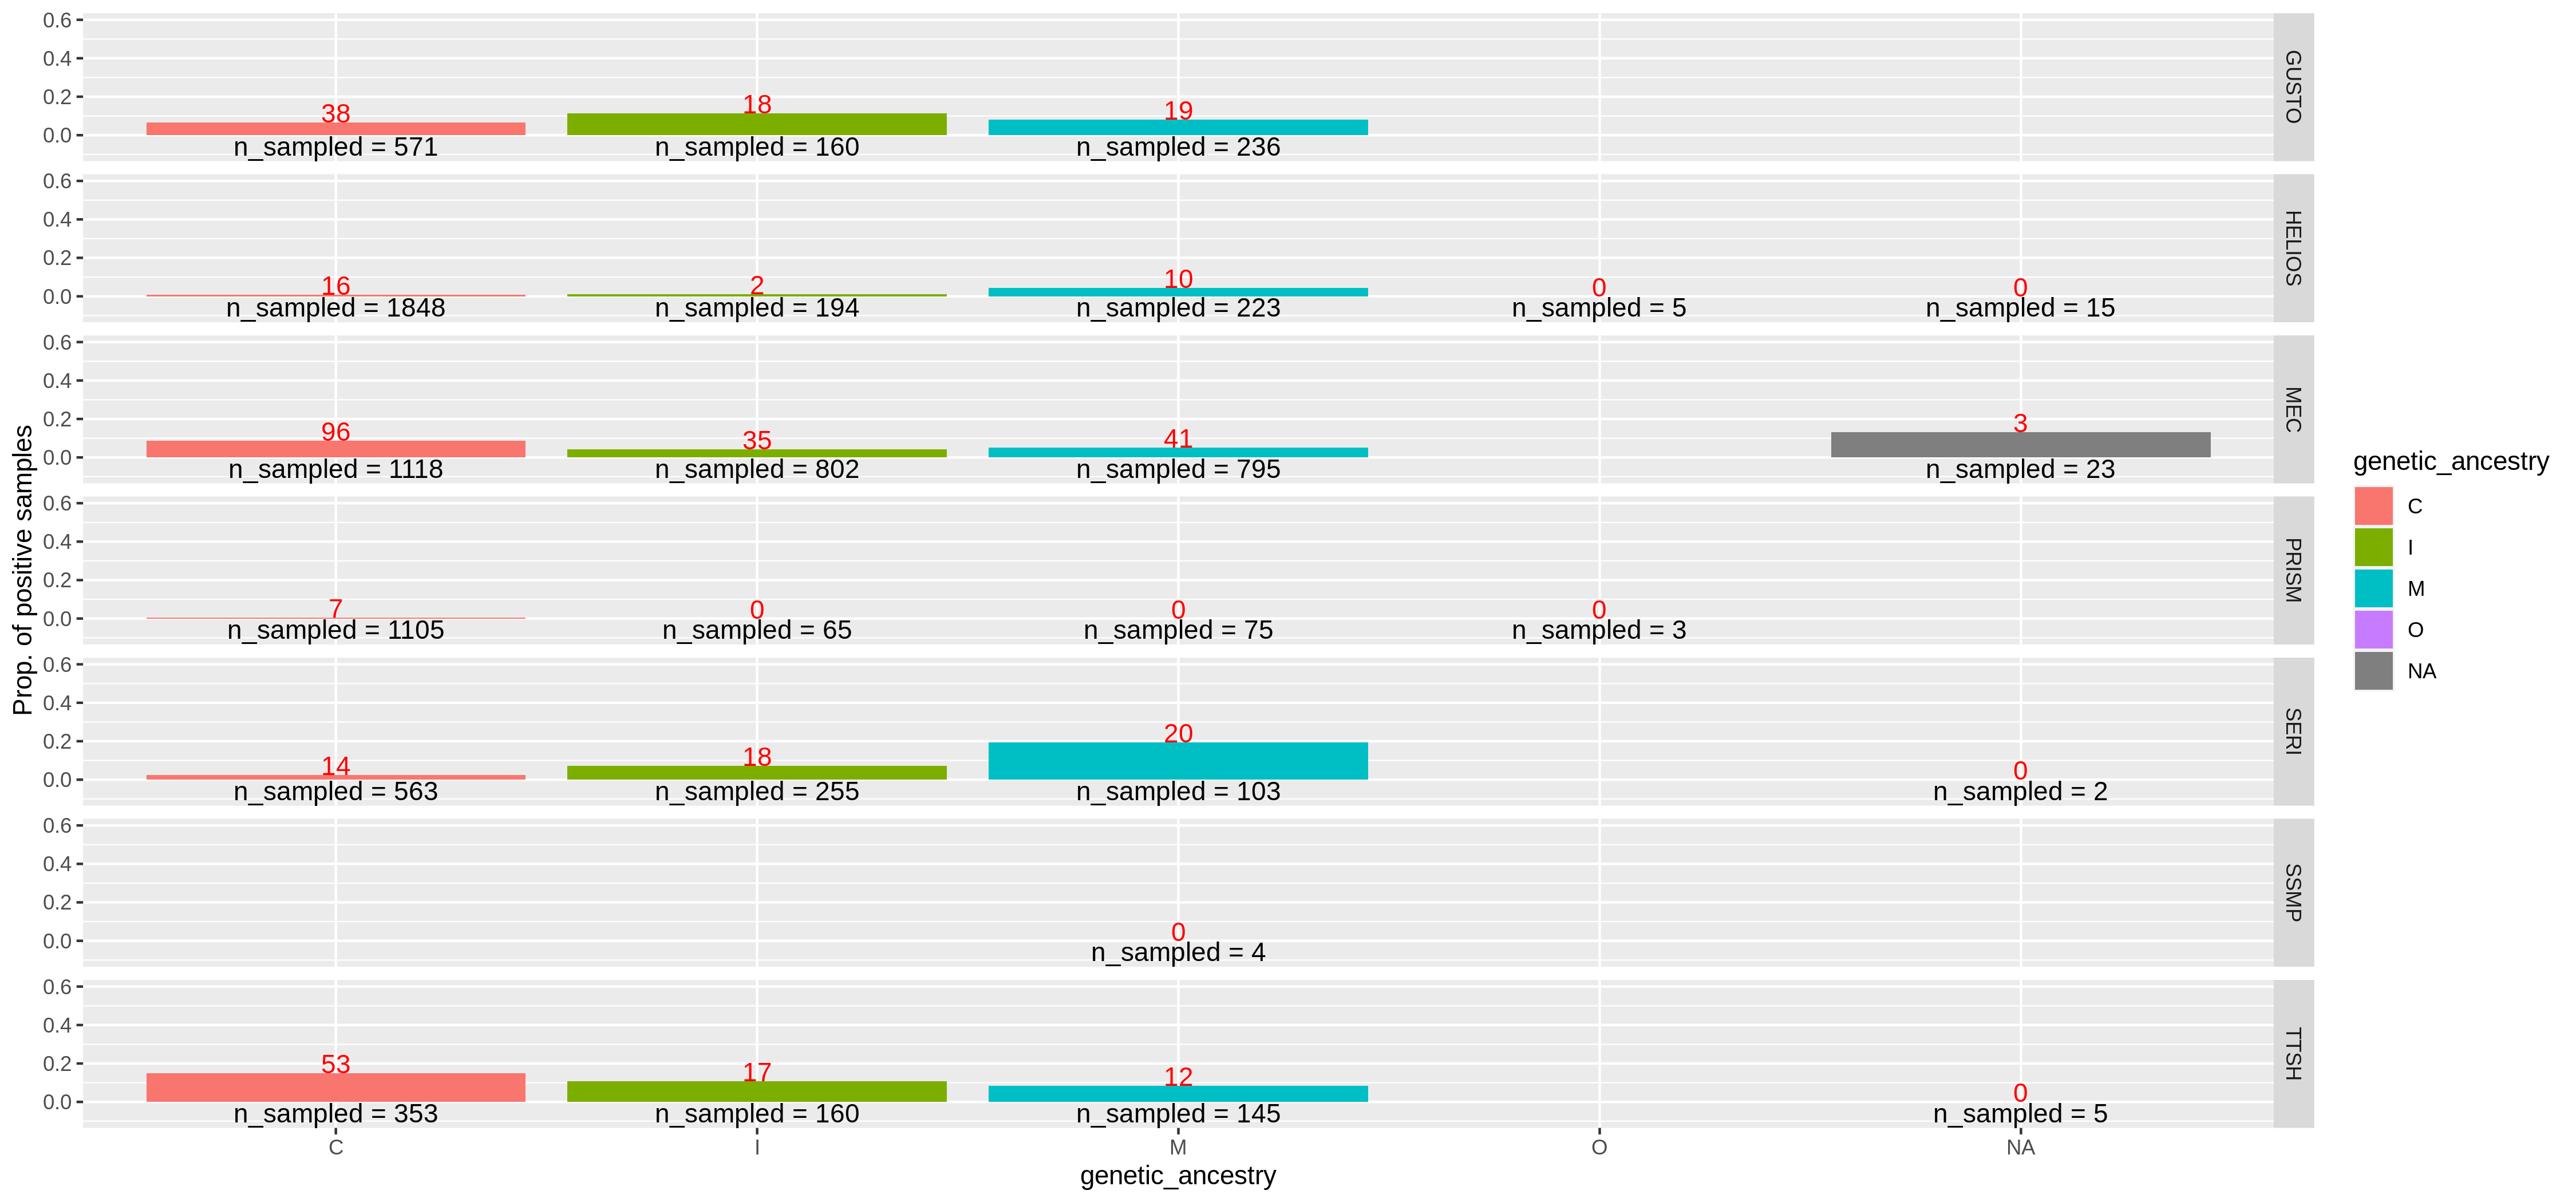 0.6
0.4
0.2
0.0
38
18
19
n_sampled = 571
n_sampled = 160
n_sampled = 236
GUSTO
0.6
0.4
0.2
0.0
16
2
10
0
0
n_sampled = 1848
n_sampled = 194
n_sampled = 223
n_sampled = 5
n_sampled = 15
HELIOS
0.6
0.4
0.2
0.0
96
35
41
3
n_sampled = 1118
n_sampled = 802
n_sampled = 795
n_sampled = 23
MEC
0.6
0.4
0.2
0.0
7
0
0
0
n_sampled = 1105
n_sampled = 65
n_sampled = 75
n_sampled = 3
PRISM
0.6
0.4
0.2
0.0
14
18
20
0
n_sampled = 563
n_sampled = 255
n_sampled = 103
n_sampled = 2
SERI
0.6
0.4
0.2
0.0
0
n_sampled = 4
SSMP
0.6
0.4
0.2
0.0
53
17
12
0
n_sampled = 353
n_sampled = 160
n_sampled = 145
n_sampled = 5
TTSH
C
I
M
O
NA
genetic_ancestry
Prop. of positive samples
genetic_ancestry
C
I
M
O
NA